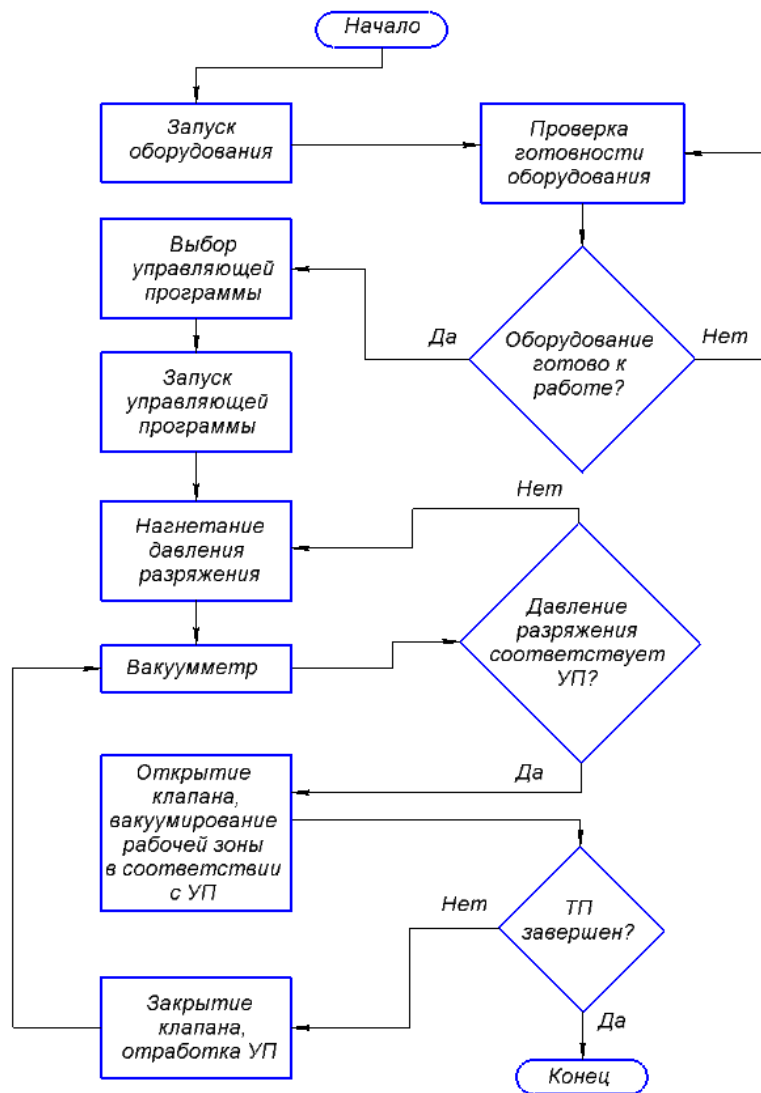 Начало
Запуск
оборудования
Проверка
готовности
оборудования
Выбор
управляющей
программы
Да
Оборудование
готово к
работе?
Нет
Запуск
управляющей
программы
Нет
Нагнетание
давления
разряжения
Давление
разряжения
соответствует
УП?
Вакуумметр
Да
Открытие
клапана,
вакуумирование
рабочей зоны
в соответствии
с УП
Нет
ТП
завершен?
Закрытие
клапана,
отработка УП
Да
Конец